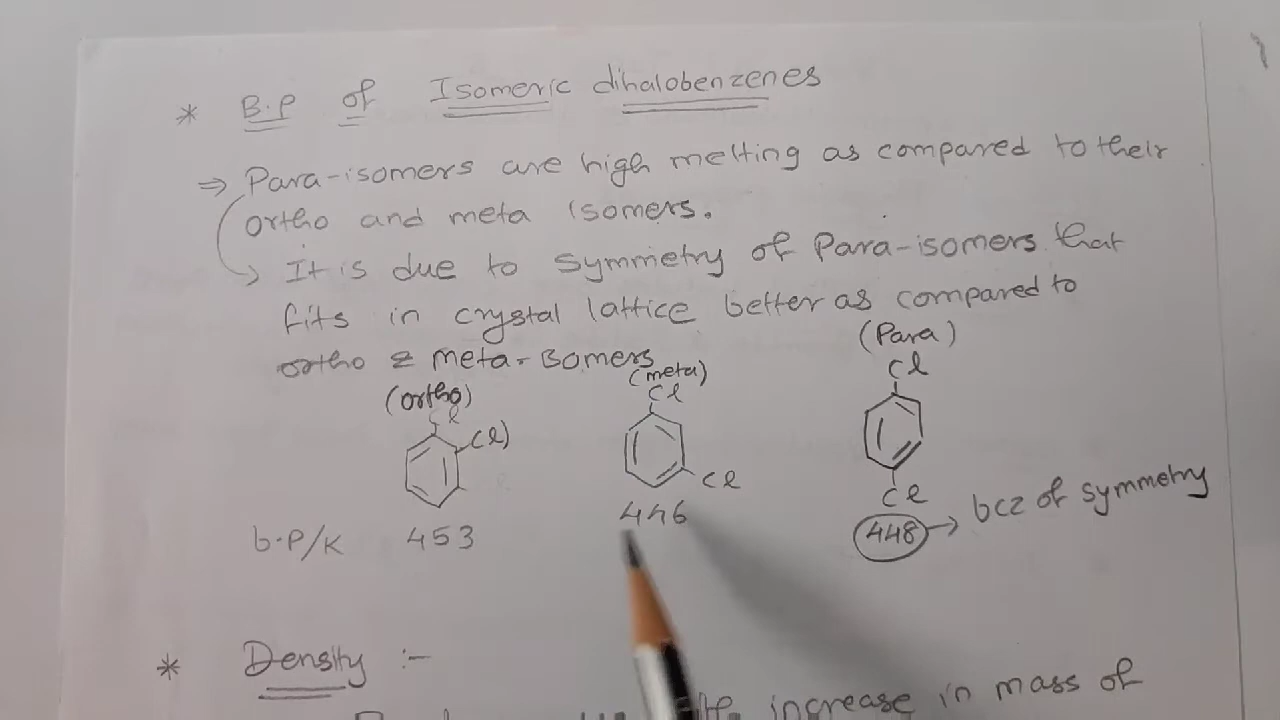 * B.P of Isomeric dihalobenzenes
⇒ Para-isomers are high melting as compared to their
ortho and meta isomers.
→ It is due to symmetry of Para-isomers that
fits in crystal lattice better as compared to
ortho & meta-isomers
(ortho) (meta) (Para)
Cl Cl Cl
Cl) Cl Cl
b.P/K 453 446 448 → bcz of symmetry
* Density :-
increase in mass of